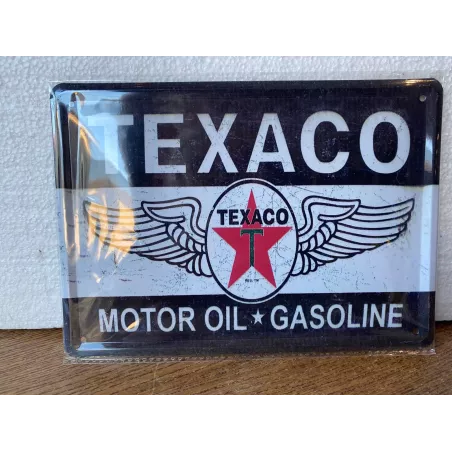 TEXACO
TEXACO
T
MOTOR OIL ★ GASOLINE